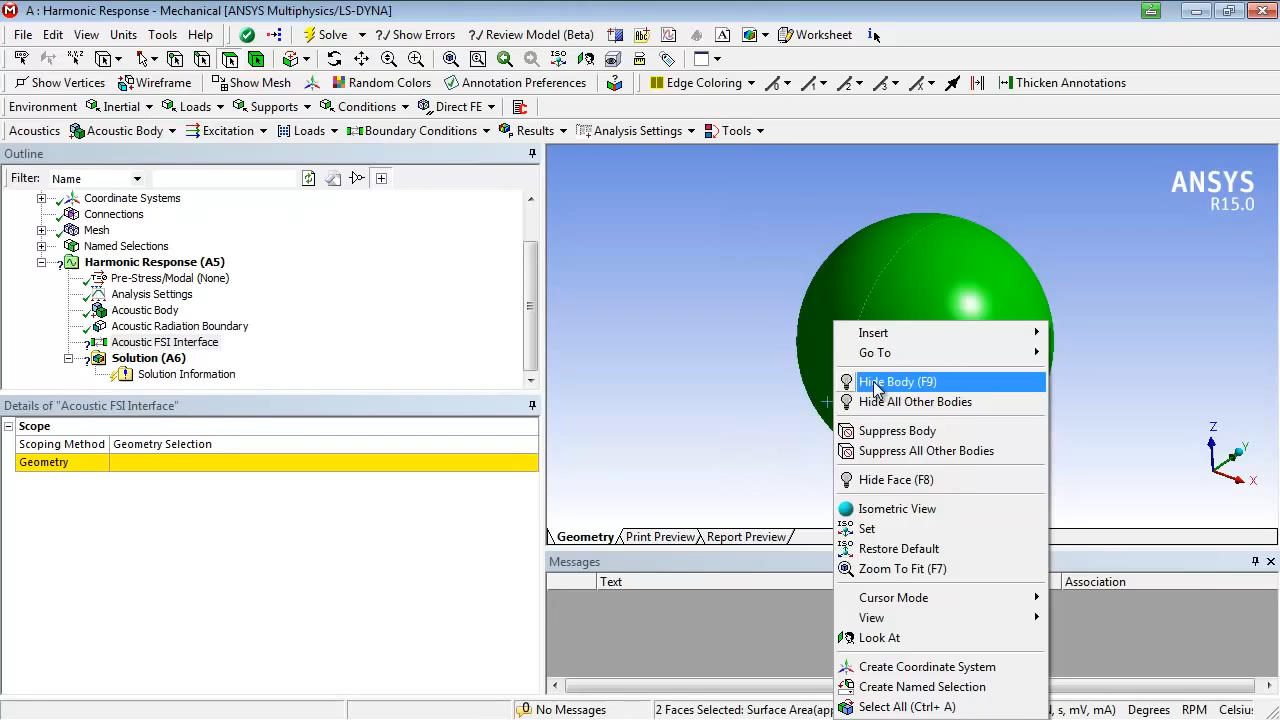 A : Harmonic Response - Mechanical [ANSYS Multiphysics/LS-DYNA]
File Edit View Units Tools Help Solve ?/ Show Errors ?/ Review Model (Beta) A Worksheet i
Show Vertices Wireframe Show Mesh Random Colors Annotation Preferences Edge Coloring Thicken Annotations
Environment Inertial Loads Supports Conditions Direct FE
Acoustics Acoustic Body Excitation Loads Boundary Conditions Results Analysis Settings Tools
Outline
Filter: Name
Coordinate Systems
Connections
Mesh
Named Selections
Harmonic Response (A5)
Pre-Stress/Modal (None)
Analysis Settings
Acoustic Body
Acoustic Radiation Boundary
Acoustic FSI Interface
Solution (A6)
Solution Information
Details of "Acoustic FSI Interface"
Scope
Scoping Method Geometry Selection
Geometry
ANSYS
R15.0
Insert
Go To
Hide Body (F9)
Hide All Other Bodies
Suppress Body
Suppress All Other Bodies
Hide Face (F8)
Isometric View
ISO Set
ISO Restore Default
Zoom To Fit (F7)
Cursor Mode
View
Look At
Create Coordinate System
Create Named Selection
Select All (Ctrl+ A)
Z
Y
X
Geometry Print Preview Report Preview
Messages
Text Association
No Messages 2 Faces Selected: Surface Area(app N, s, mV, mA) Degrees RPM Celsiu